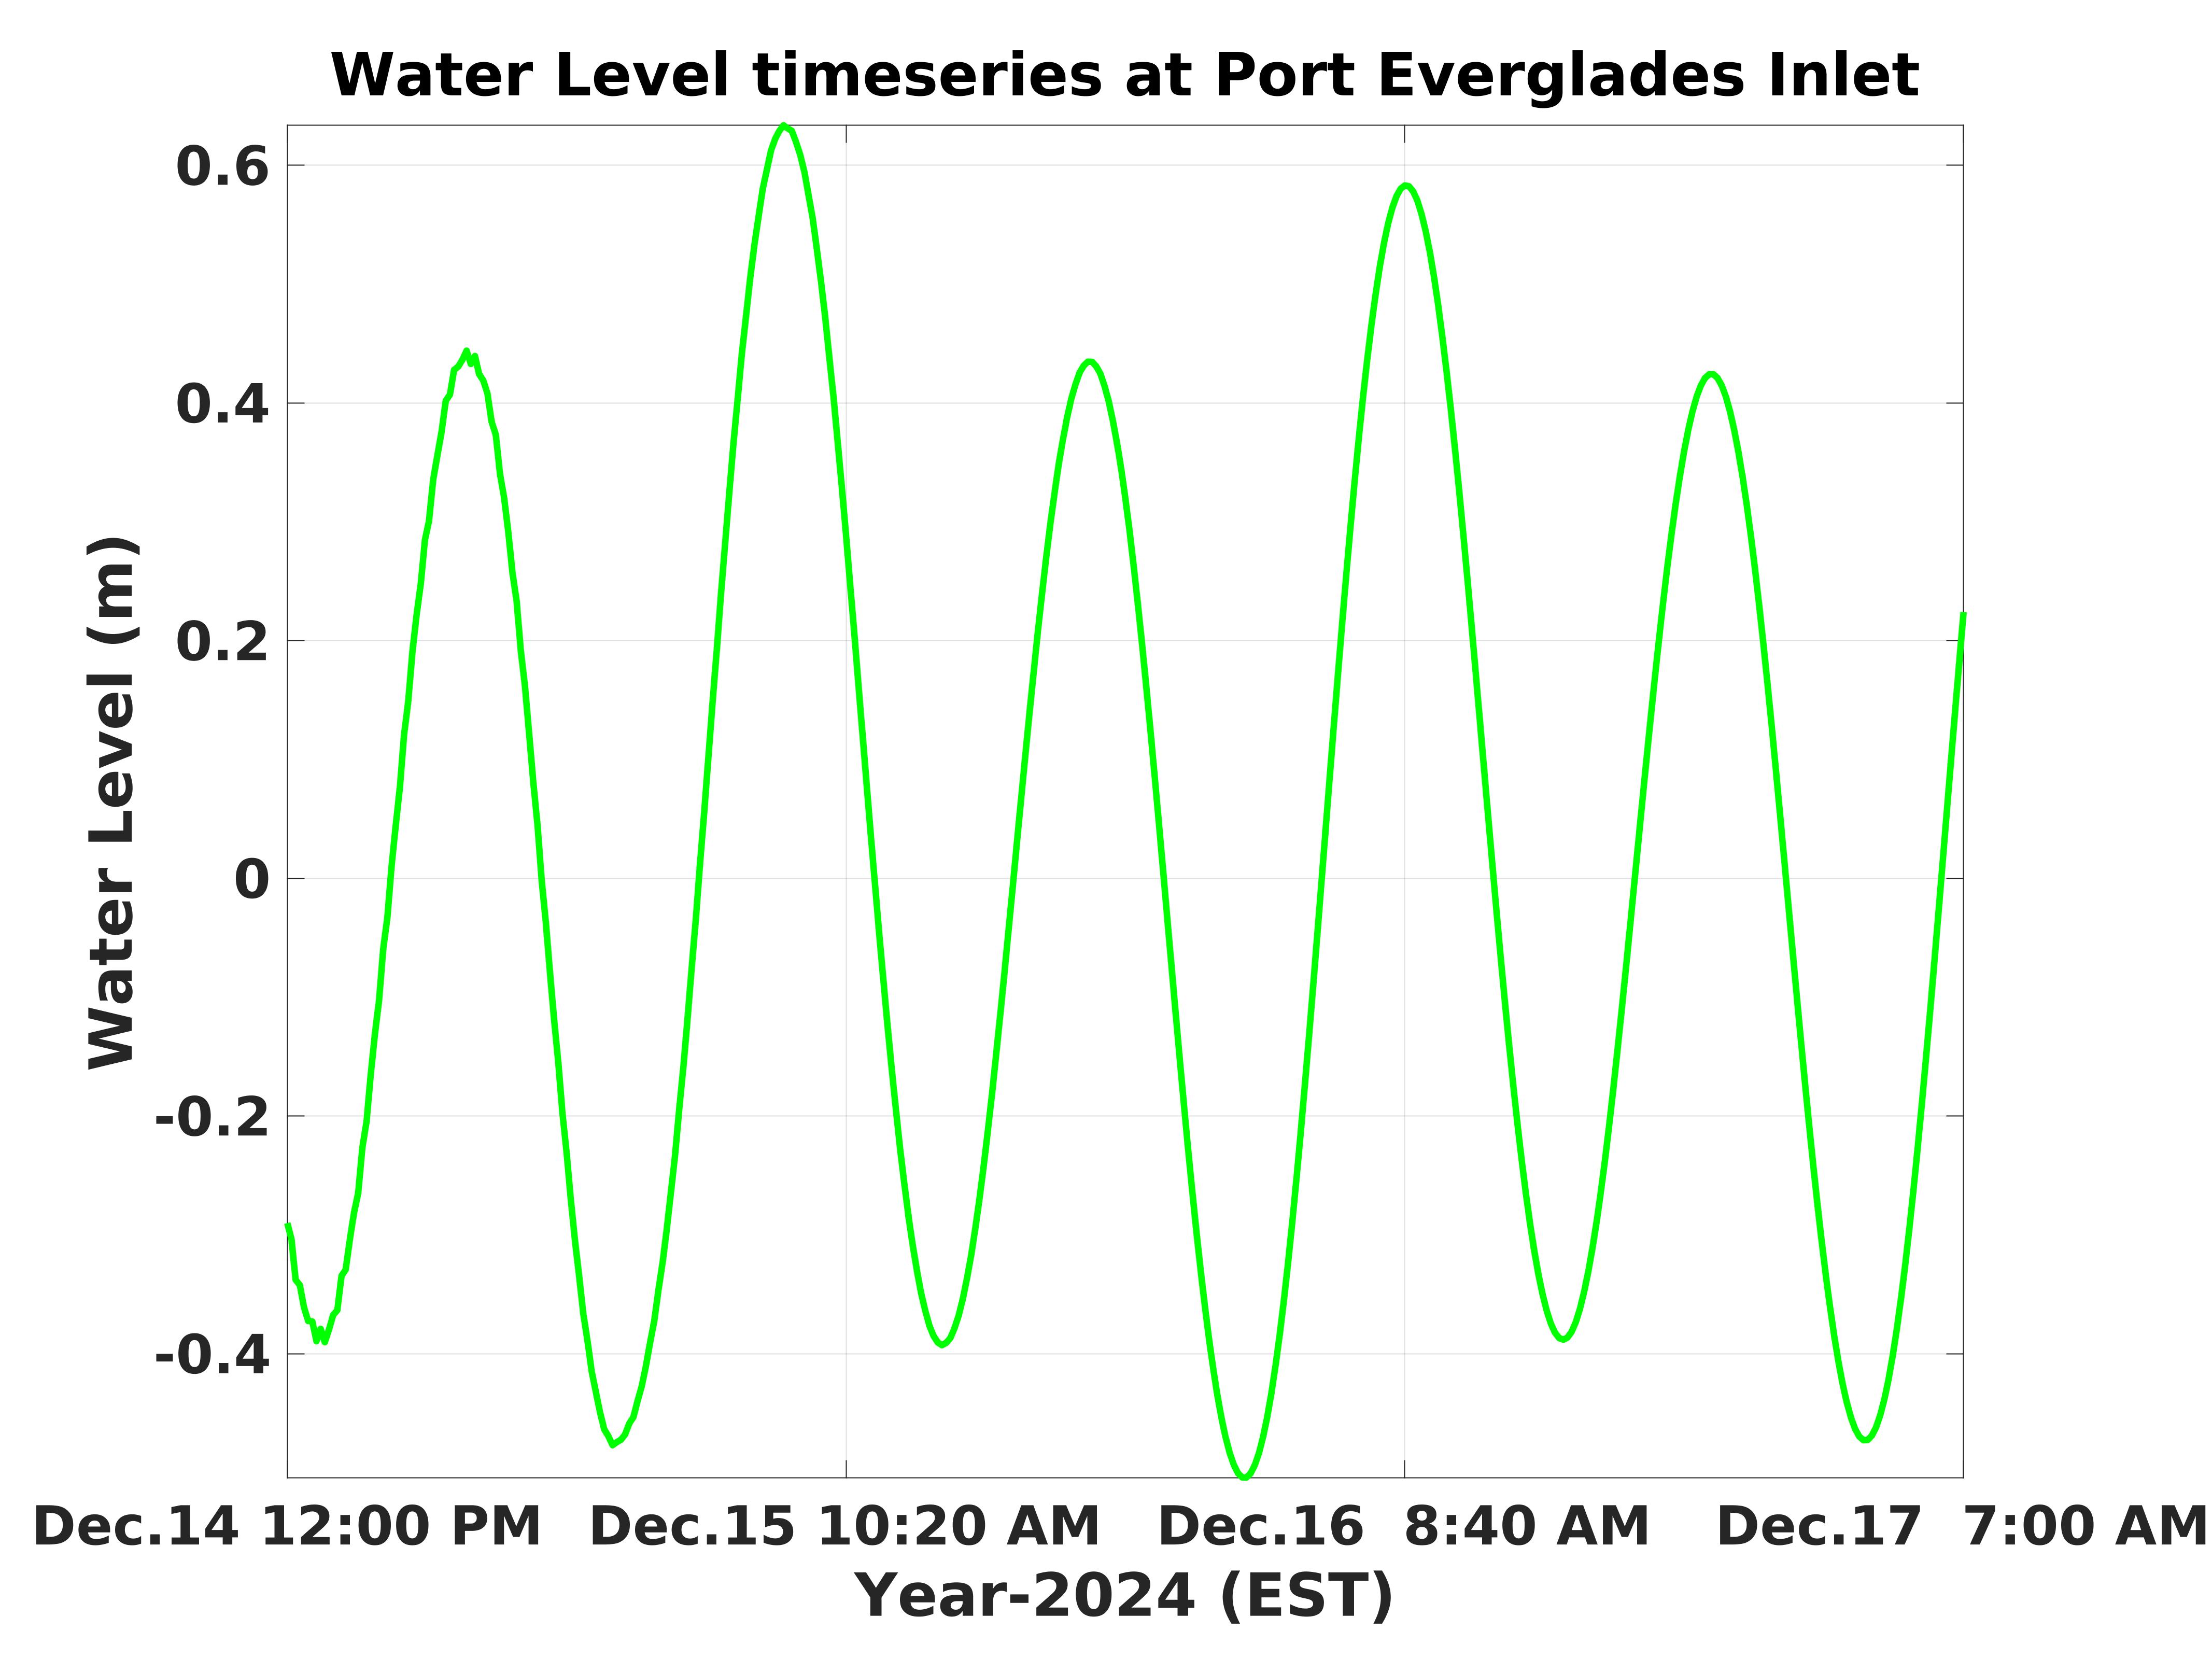 Water Level timeseries at Port Everglades Inlet
0.6
0.4
0.2
0
-0.2
-0.4
Water Level (m)
Dec.14 12:00 PM Dec.15 10:20 AM Dec.16 8:40 AM Dec.17 7:00 AM
Year-2024 (EST)